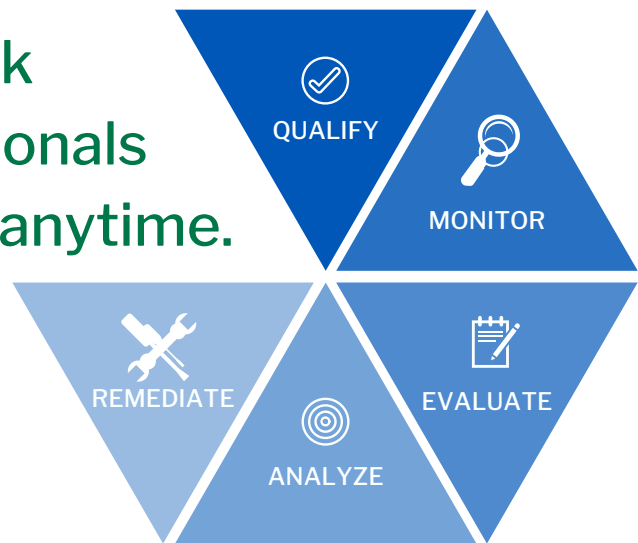 k
onals
anytime.
QUALIFY
MONITOR
REMEDIATE
EVALUATE
ANALYZE